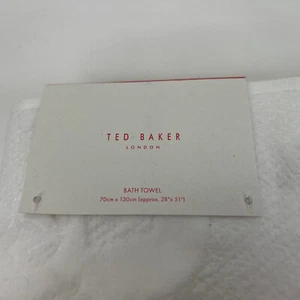 TED BAKER
LONDON
BATH TOWEL
70cm x 130cm (approx. 28"x 51")